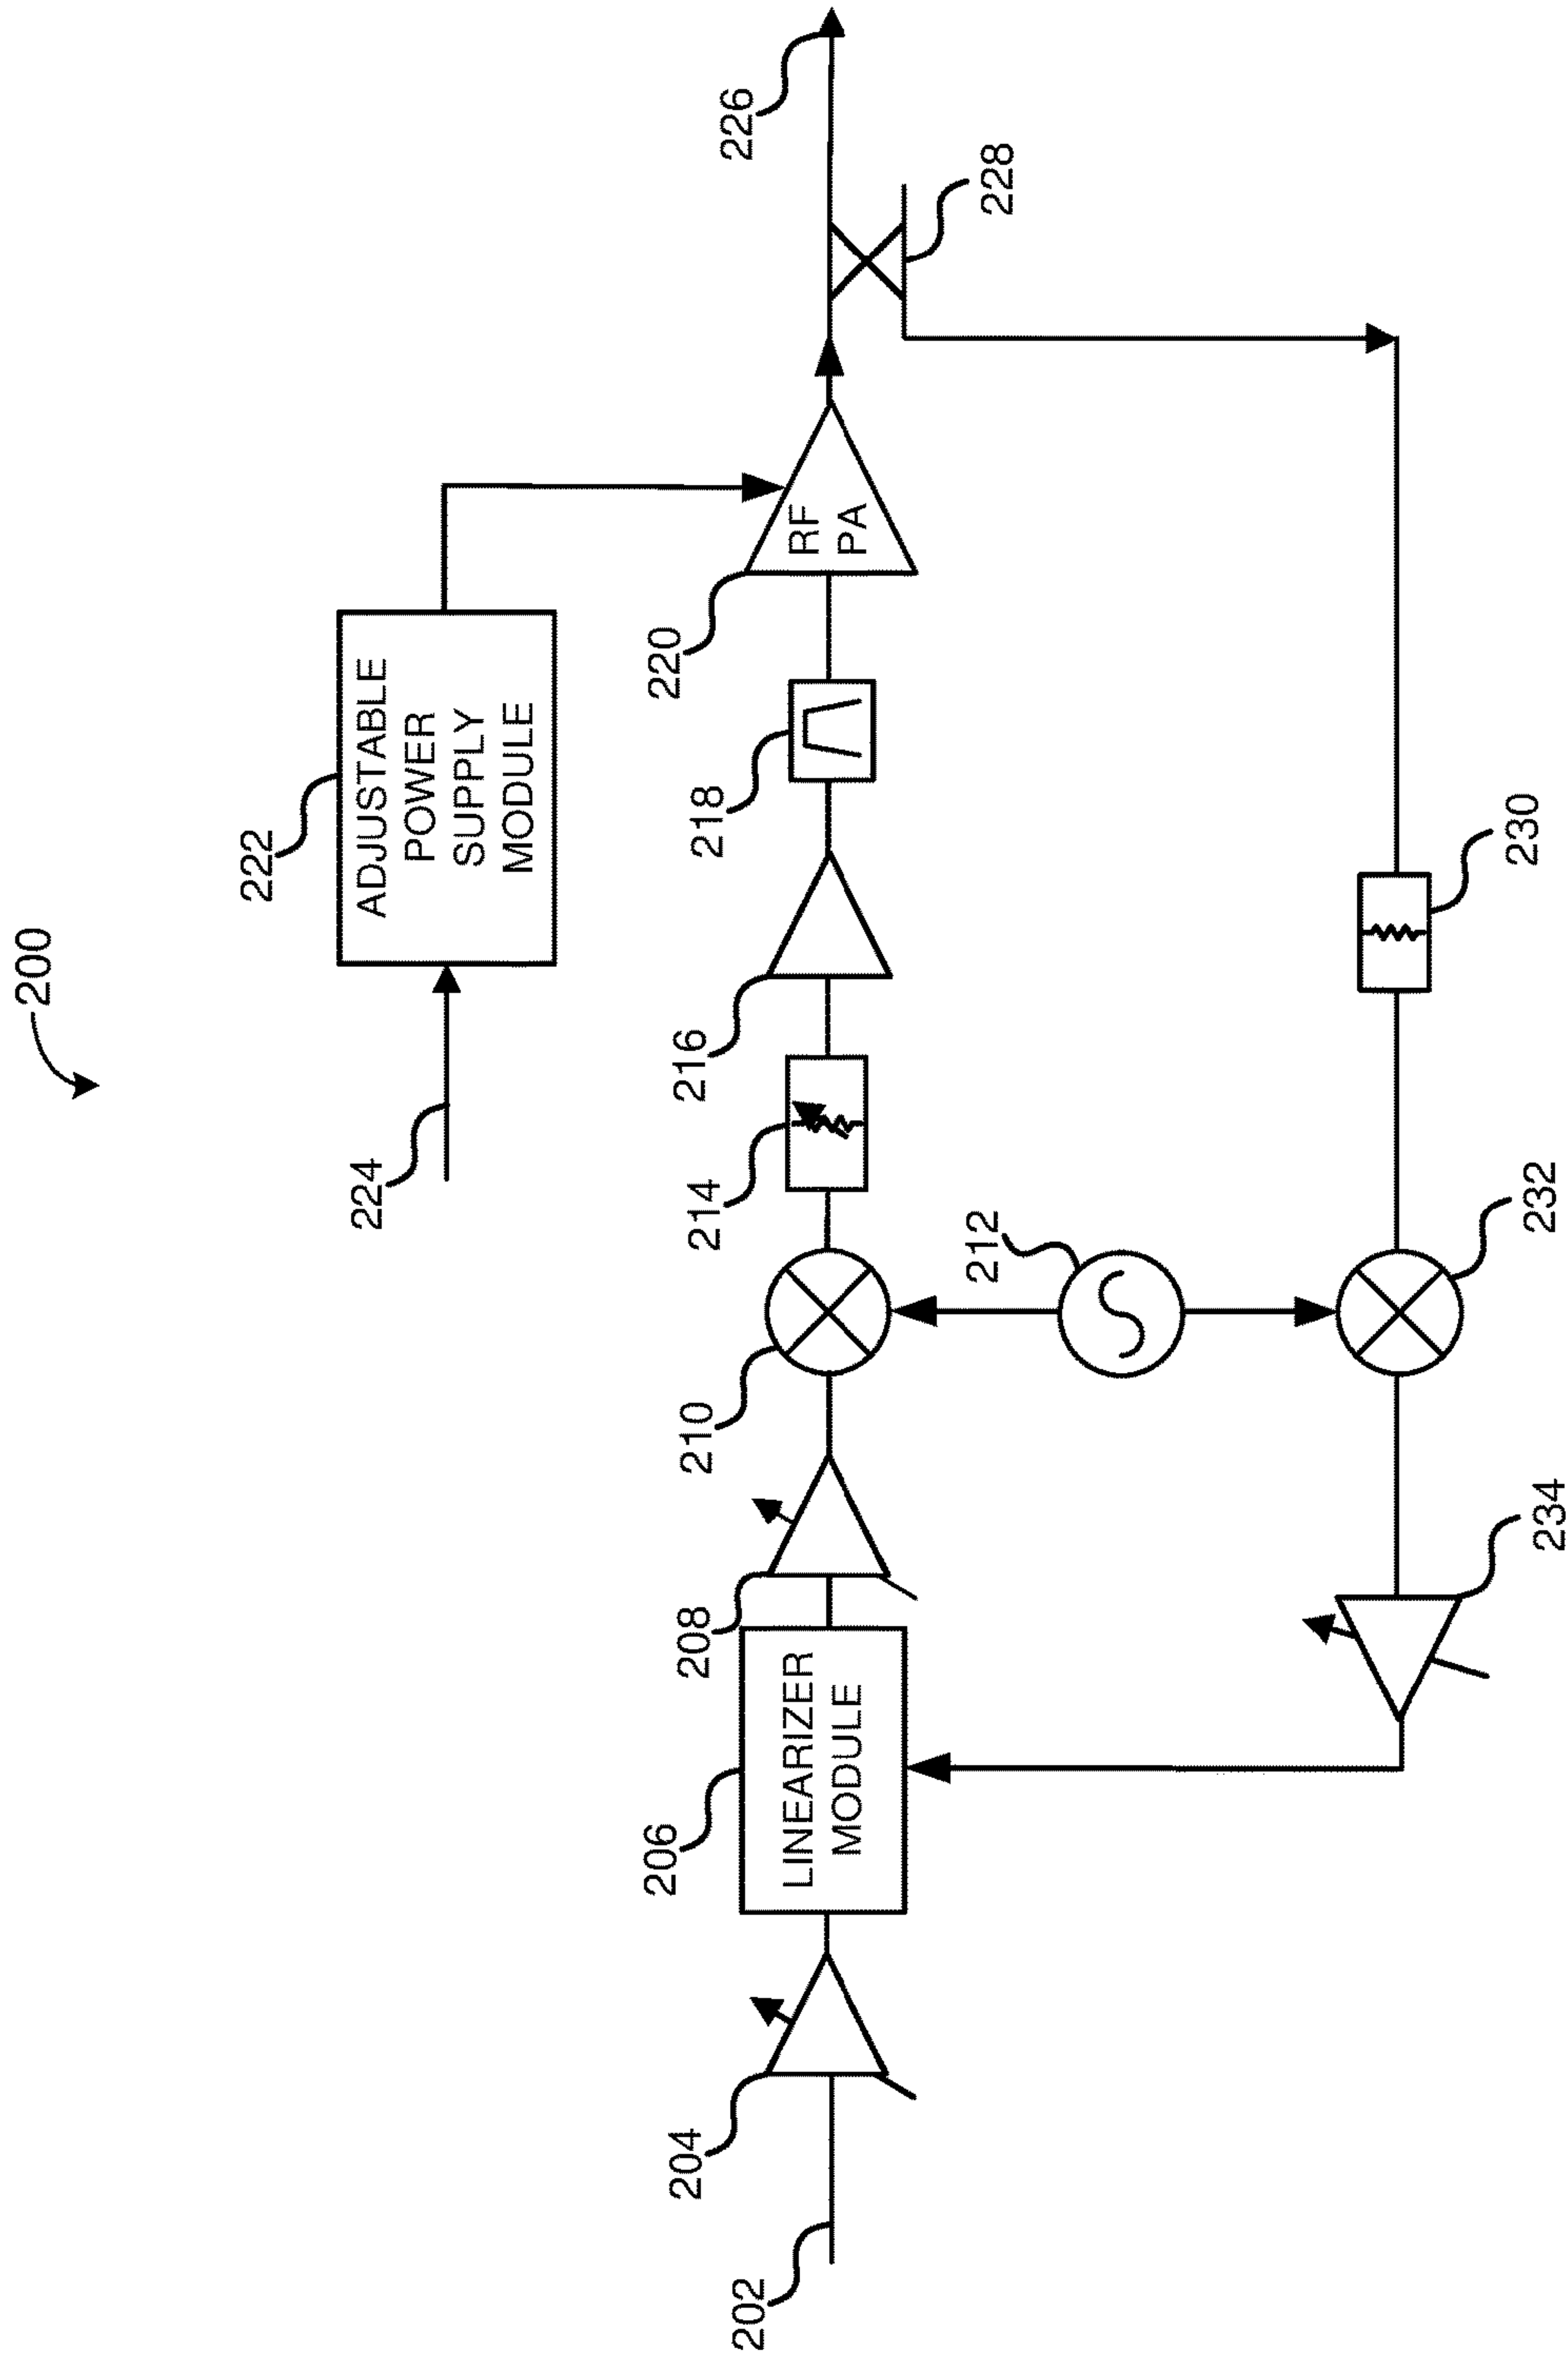 200
222
ADJUSTABLE
POWER
SUPPLY
MODULE
224
226
228
220
RF
PA
218
216
214
212
210
208
206
LINEARIZER
MODULE
204
202
230
232
234